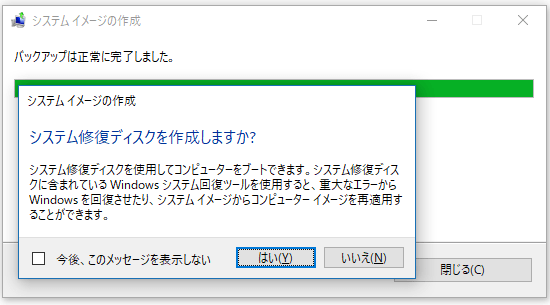 システム イメージの作成
バックアップは正常に完了しました。
システム イメージの作成
システム修復ディスクを作成しますか?
システム修復ディスクを使用してコンピューターをブートできます。システム修復ディス
クに含まれている Windows システム回復ツールを使用すると、重大なエラーから
Windows を回復させたり、システム イメージからコンピューター イメージを再適用す
ることができます。
今後、このメッセージを表示しない
はい(Y)
いいえ(N)
閉じる(C)